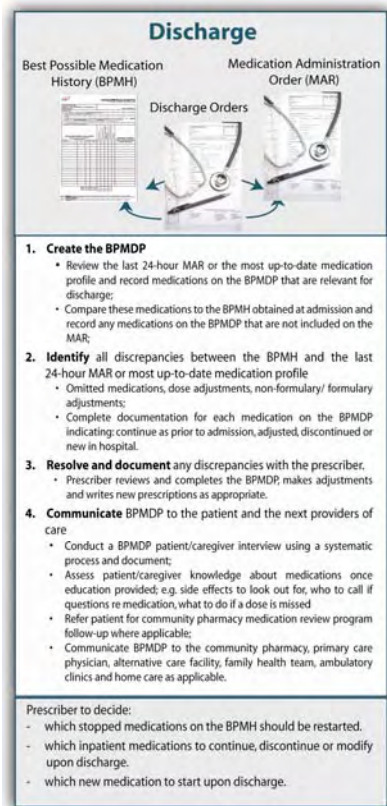 Discharge
Best Possible Medication
History (BPMH)
Medication Administration
Order (MAR)
Discharge Orders
1. Create the BPMDP
• Review the last 24-hour MAR or the most up-to-date medication
profile and record medications on the BPMDP that are relevant for
discharge;
• Compare these medications to the BPMH obtained at admission and
record any medications on the BPMDP that are not included on the
MAR;
2. Identify all discrepancies between the BPMH and the last
24-hour MAR or most up-to-date medication profile
• Omitted medications, dose adjustments, non-formulary/ formulary
adjustments;
• Complete documentation for each medication on the BPMDP
indicating: continue as prior to admission, adjusted, discontinued or
new in hospital.
3. Resolve and document any discrepancies with the prescriber.
• Prescriber reviews and completes the BPMDP, makes adjustments
and writes new prescriptions as appropriate.
4. Communicate BPMDP to the patient and the next providers of
care
• Conduct a BPMDP patient/caregiver interview using a systematic
process and document;
• Assess patient/caregiver knowledge about medications once
education provided; e.g. side effects to look out for, who to call if
questions re medication, what to do if a dose is missed
• Refer patient for community pharmacy medication review program
follow-up where applicable;
• Communicate BPMDP to the community pharmacy, primary care
physician, alternative care facility, family health team, ambulatory
clinics and home care as applicable.
Prescriber to decide:
- which stopped medications on the BPMH should be restarted.
- which inpatient medications to continue, discontinue or modify
upon discharge.
- which new medication to start upon discharge.